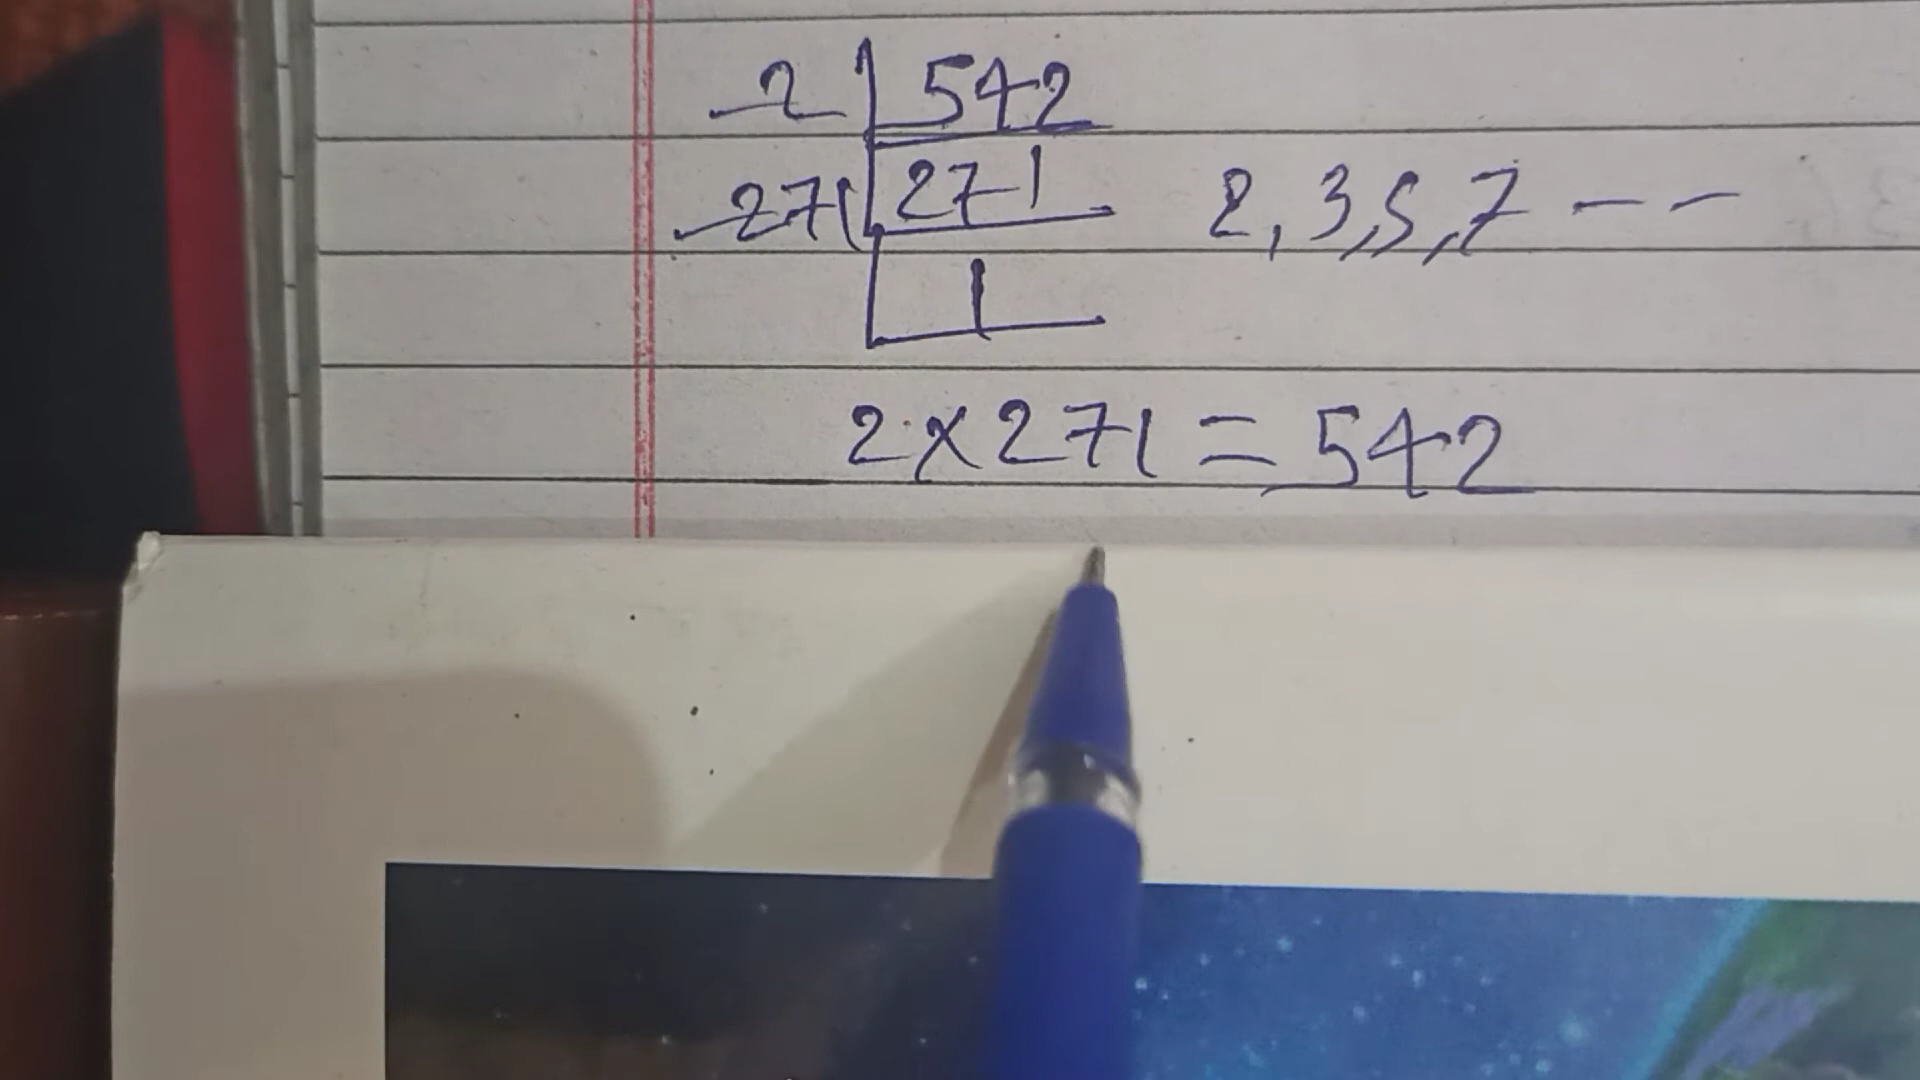 2 | 542
271 | 271 2, 3, 5, 7 - -
1
2 × 271 = 542